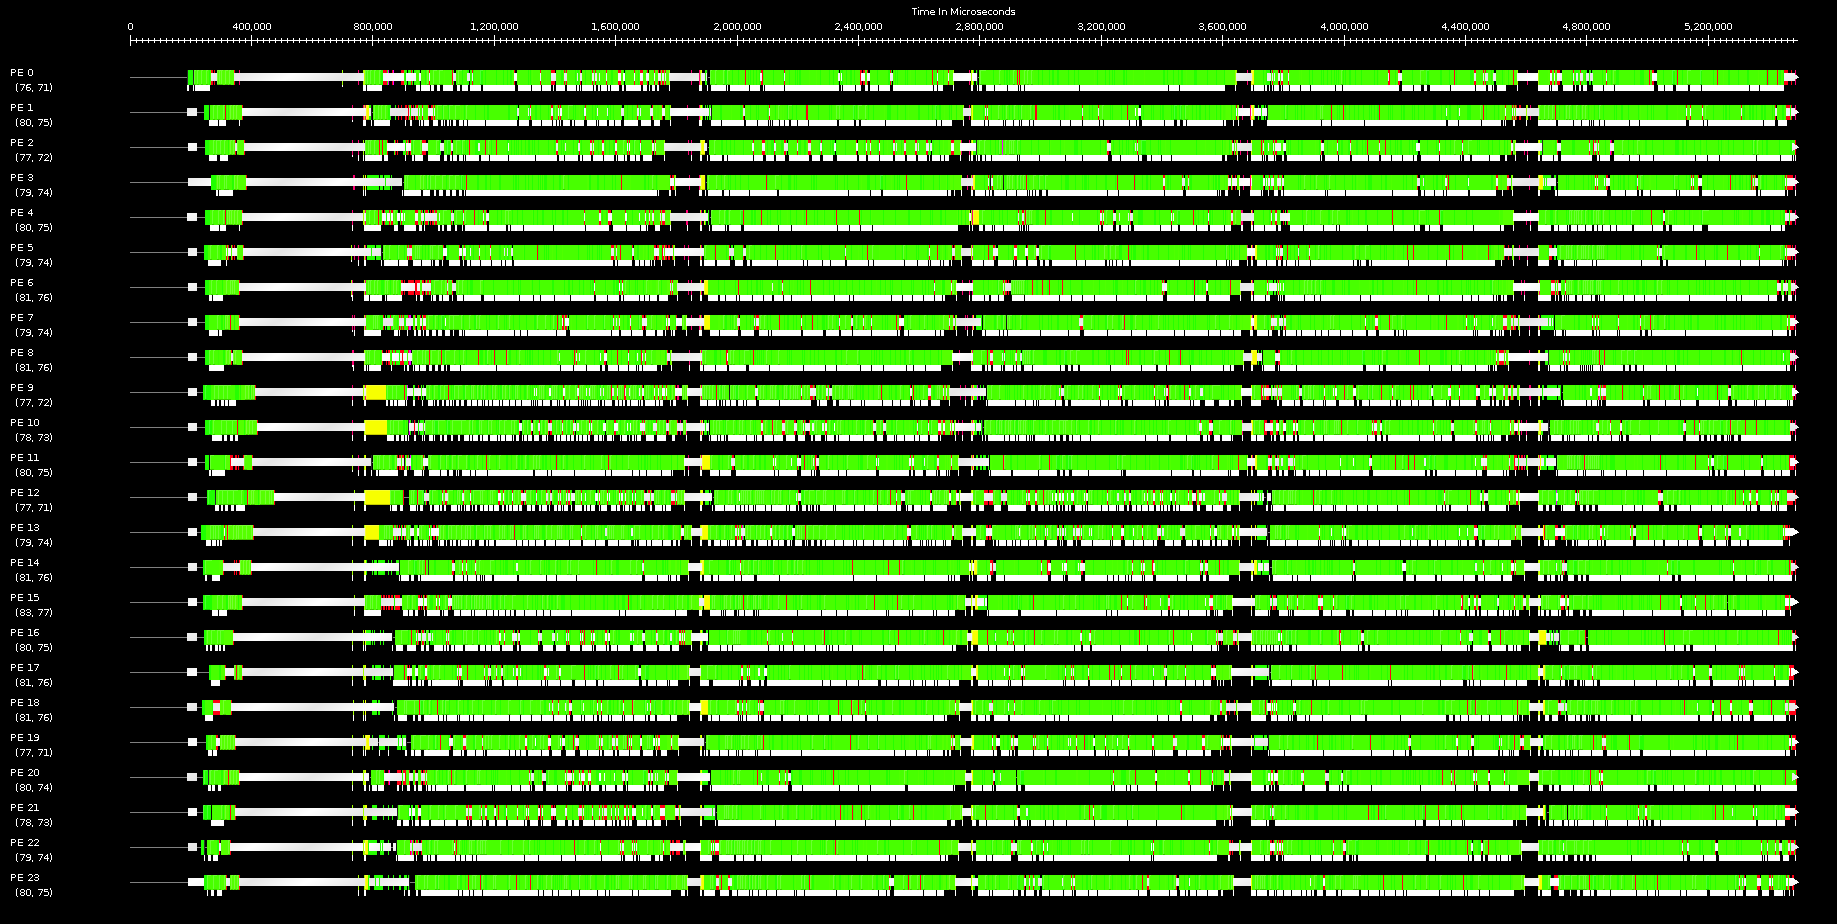 Time In Microseconds
0 400,000 800,000 1,200,000 1,600,000 2,000,000 2,400,000 2,800,000 3,200,000 3,600,000 4,000,000 4,400,000 4,800,000 5,200,000
PE 0
(76, 71)
PE 1
(80, 75)
PE 2
(77, 72)
PE 3
(79, 74)
PE 4
(80, 75)
PE 5
(79, 74)
PE 6
(81, 76)
PE 7
(79, 74)
PE 8
(81, 76)
PE 9
(77, 72)
PE 10
(78, 73)
PE 11
(80, 75)
PE 12
(77, 71)
PE 13
(79, 74)
PE 14
(81, 76)
PE 15
(83, 77)
PE 16
(80, 75)
PE 17
(81, 76)
PE 18
(81, 76)
PE 19
(77, 71)
PE 20
(80, 74)
PE 21
(78, 73)
PE 22
(79, 74)
PE 23
(80, 75)